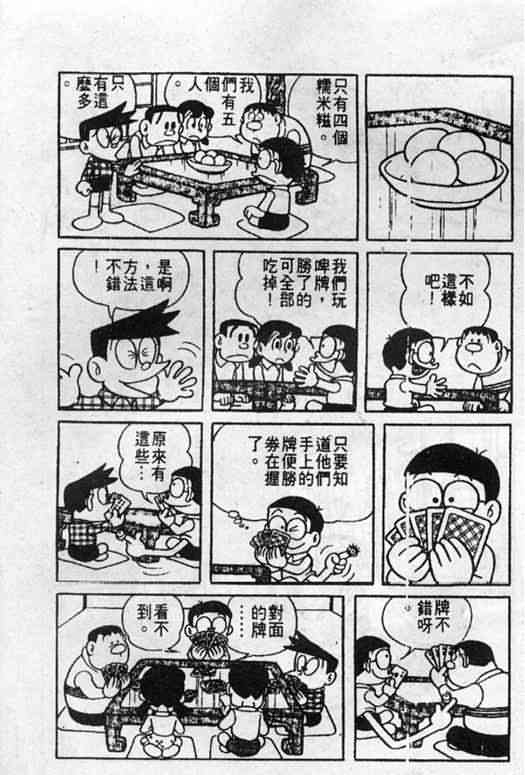 只有四個
糯米糍。
我們有五
個人。
只
有這
麼多。
不如
這樣
吧！
我們玩
啤牌，
勝了的
可全部
吃掉！
是啊
，這
方法
不錯
！
只要知
道他們
手上的
牌便勝
券在握
了。
原來有
這些…
牌不
錯呀
。
對面
的牌
……
看不
到。